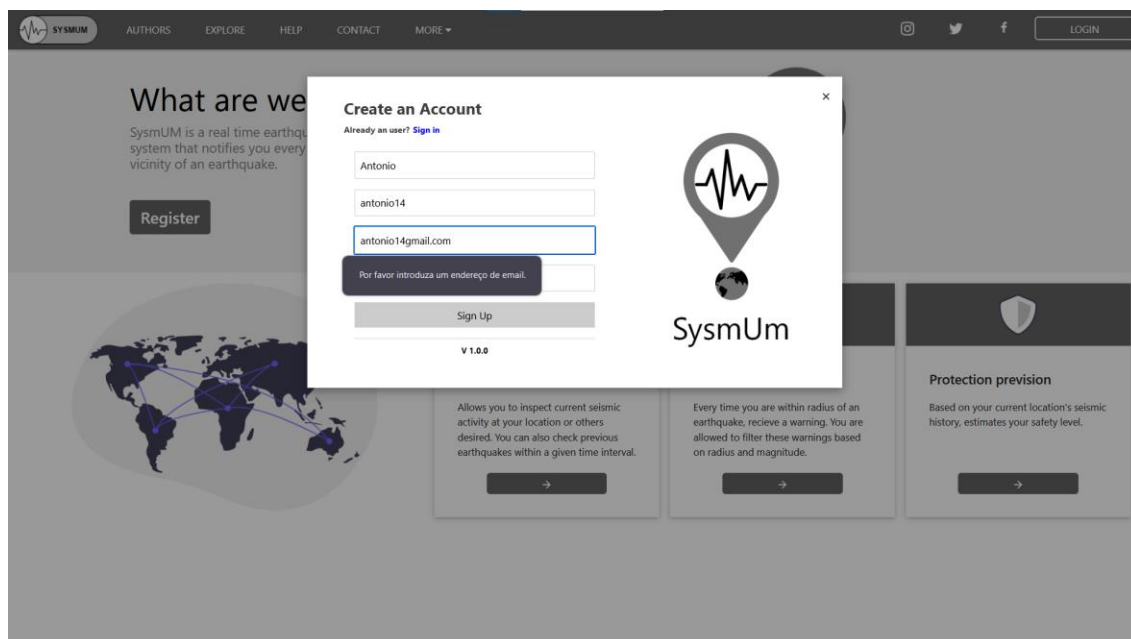 SYSMUM
AUTHORS
EXPLORE
HELP
CONTACT
MORE
LOGIN
What are we
SysmUM is a real time earthqu
system that notifies you every
vicinity of an earthquake.
Register
Create an Account
×
Already an user? Sign in
Antonio
antonio14
antonio14gmail.com
Por favor introduza um endereço de email.
Sign Up
V 1.0.0
SysmUm
Allows you to inspect current seismic
activity at your location or others
desired. You can also check previous
earthquakes within a given time interval.
→
Every time you are within radius of an
earthquake, recieve a warning. You are
allowed to filter these warnings based
on radius and magnitude.
→
Protection prevision
Based on your current location's seismic
history, estimates your safety level.
→